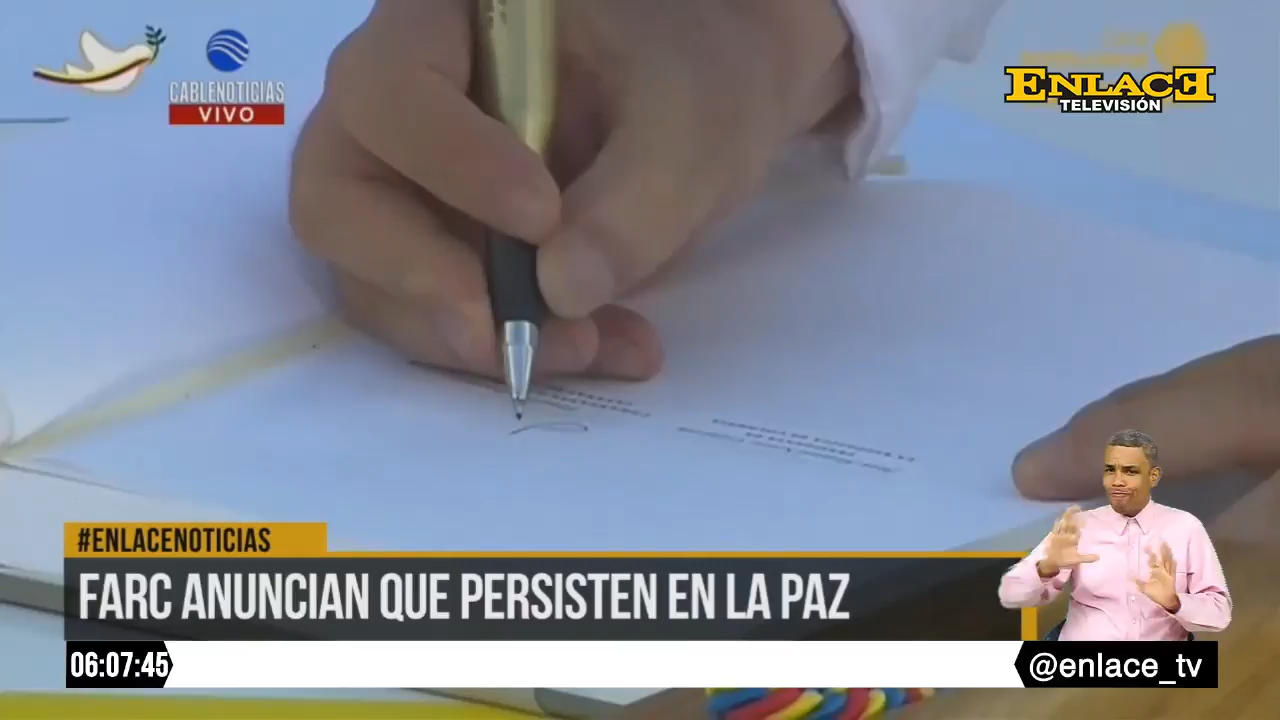 CABLENOTICIAS
VIVO
ENLACE
TELEVISIÓN
#ENLACENOTICIAS
FARC ANUNCIAN QUE PERSISTEN EN LA PAZ
06:07:45
@enlace_tv